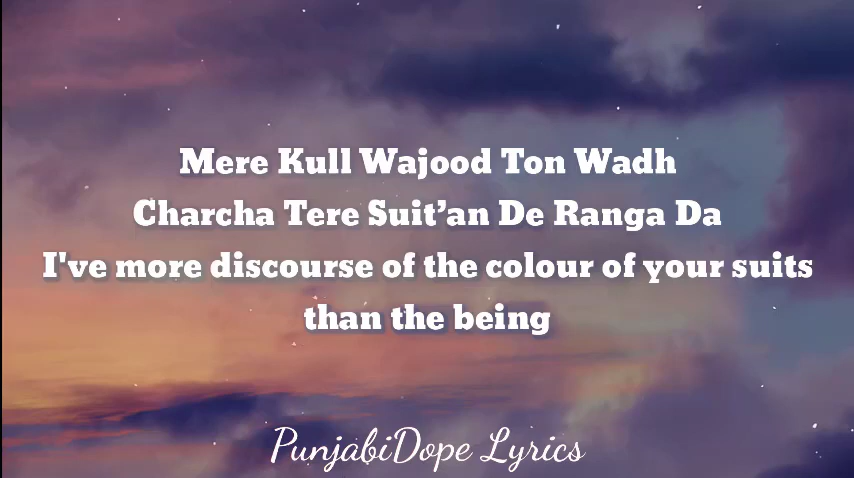 Mere Kull Wajood Ton Wadh
Charcha Tere Suit’an De Ranga Da
I've more discourse of the colour of your suits
than the being
PunjabiDope Lyrics